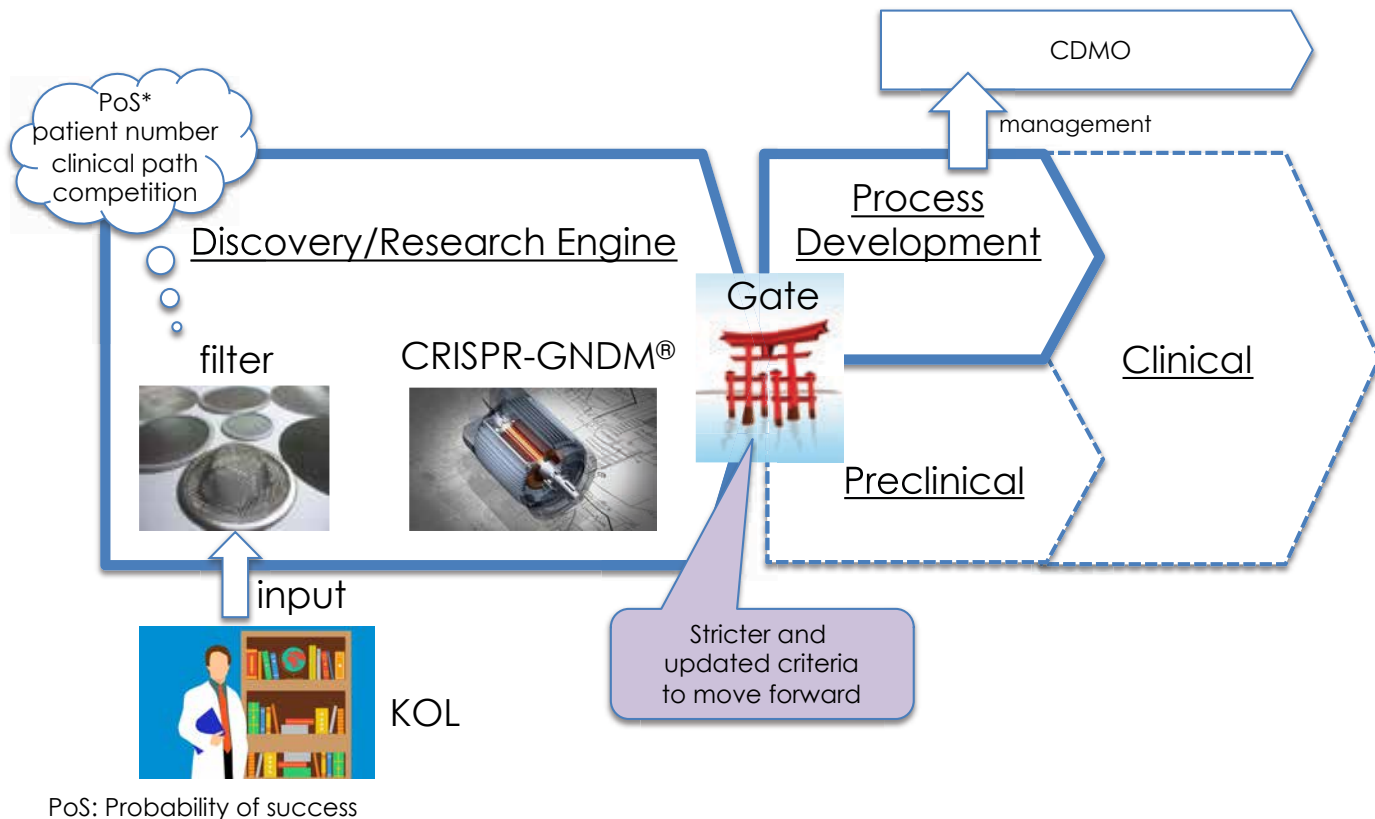 CDMO
PoS*
patient number
clinical path
competition
management
Process
Development
Discovery/Research Engine
Gate
filter
CRISPR-GNDM®
Clinical
Preclinical
input
Stricter and
updated criteria
to move forward
KOL
PoS: Probability of success